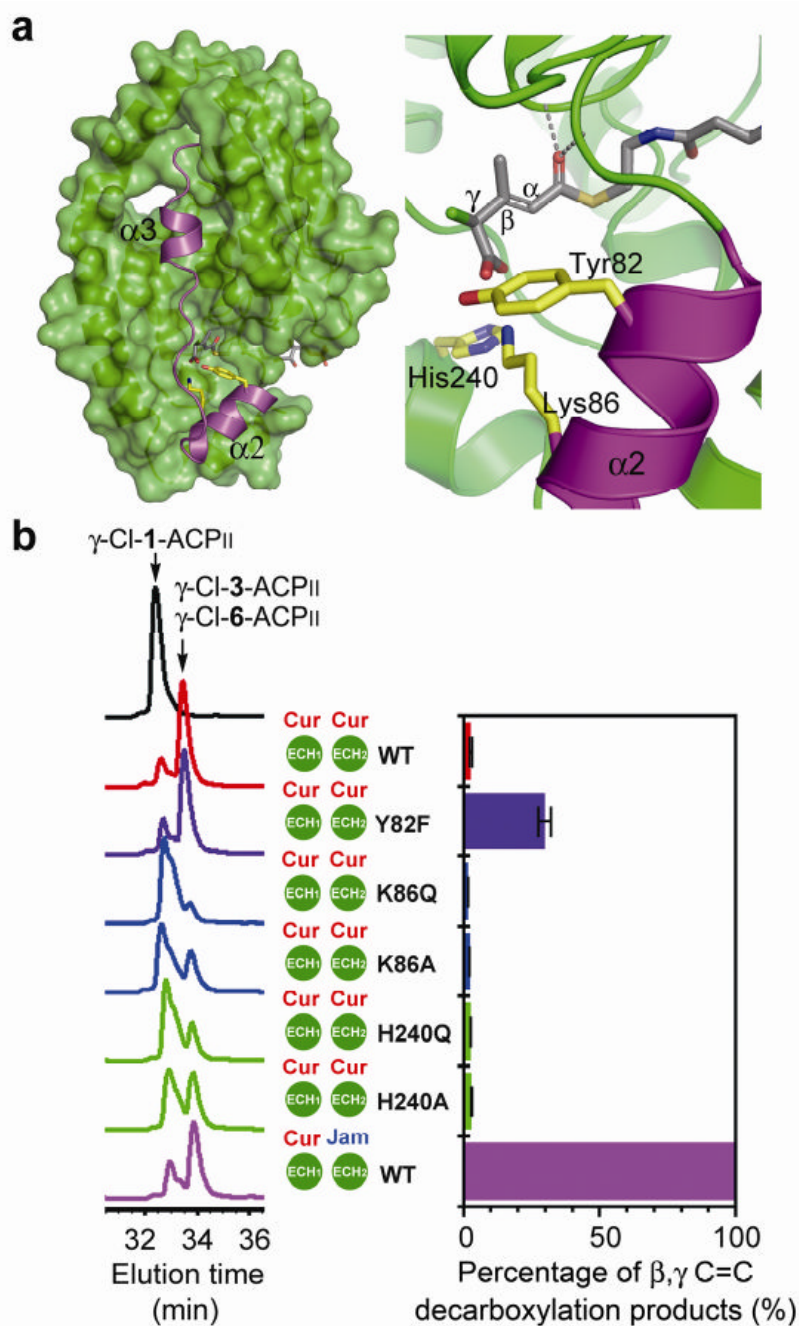 a
α3
α2
γ
β
α
Tyr82
His240
Lys86
α2
b
γ-Cl-1-ACPII
γ-Cl-3-ACPII
γ-Cl-6-ACPII
Cur Cur
ECH1 ECH2 WT
Cur Cur
ECH1 ECH2 Y82F
Cur Cur
ECH1 ECH2 K86Q
Cur Cur
ECH1 ECH2 K86A
Cur Cur
ECH1 ECH2 H240Q
Cur Cur
ECH1 ECH2 H240A
Cur Jam
ECH1 ECH2 WT
32 34 36
Elution time
(min)
0 50 100
Percentage of β,γ C=C
decarboxylation products (%)